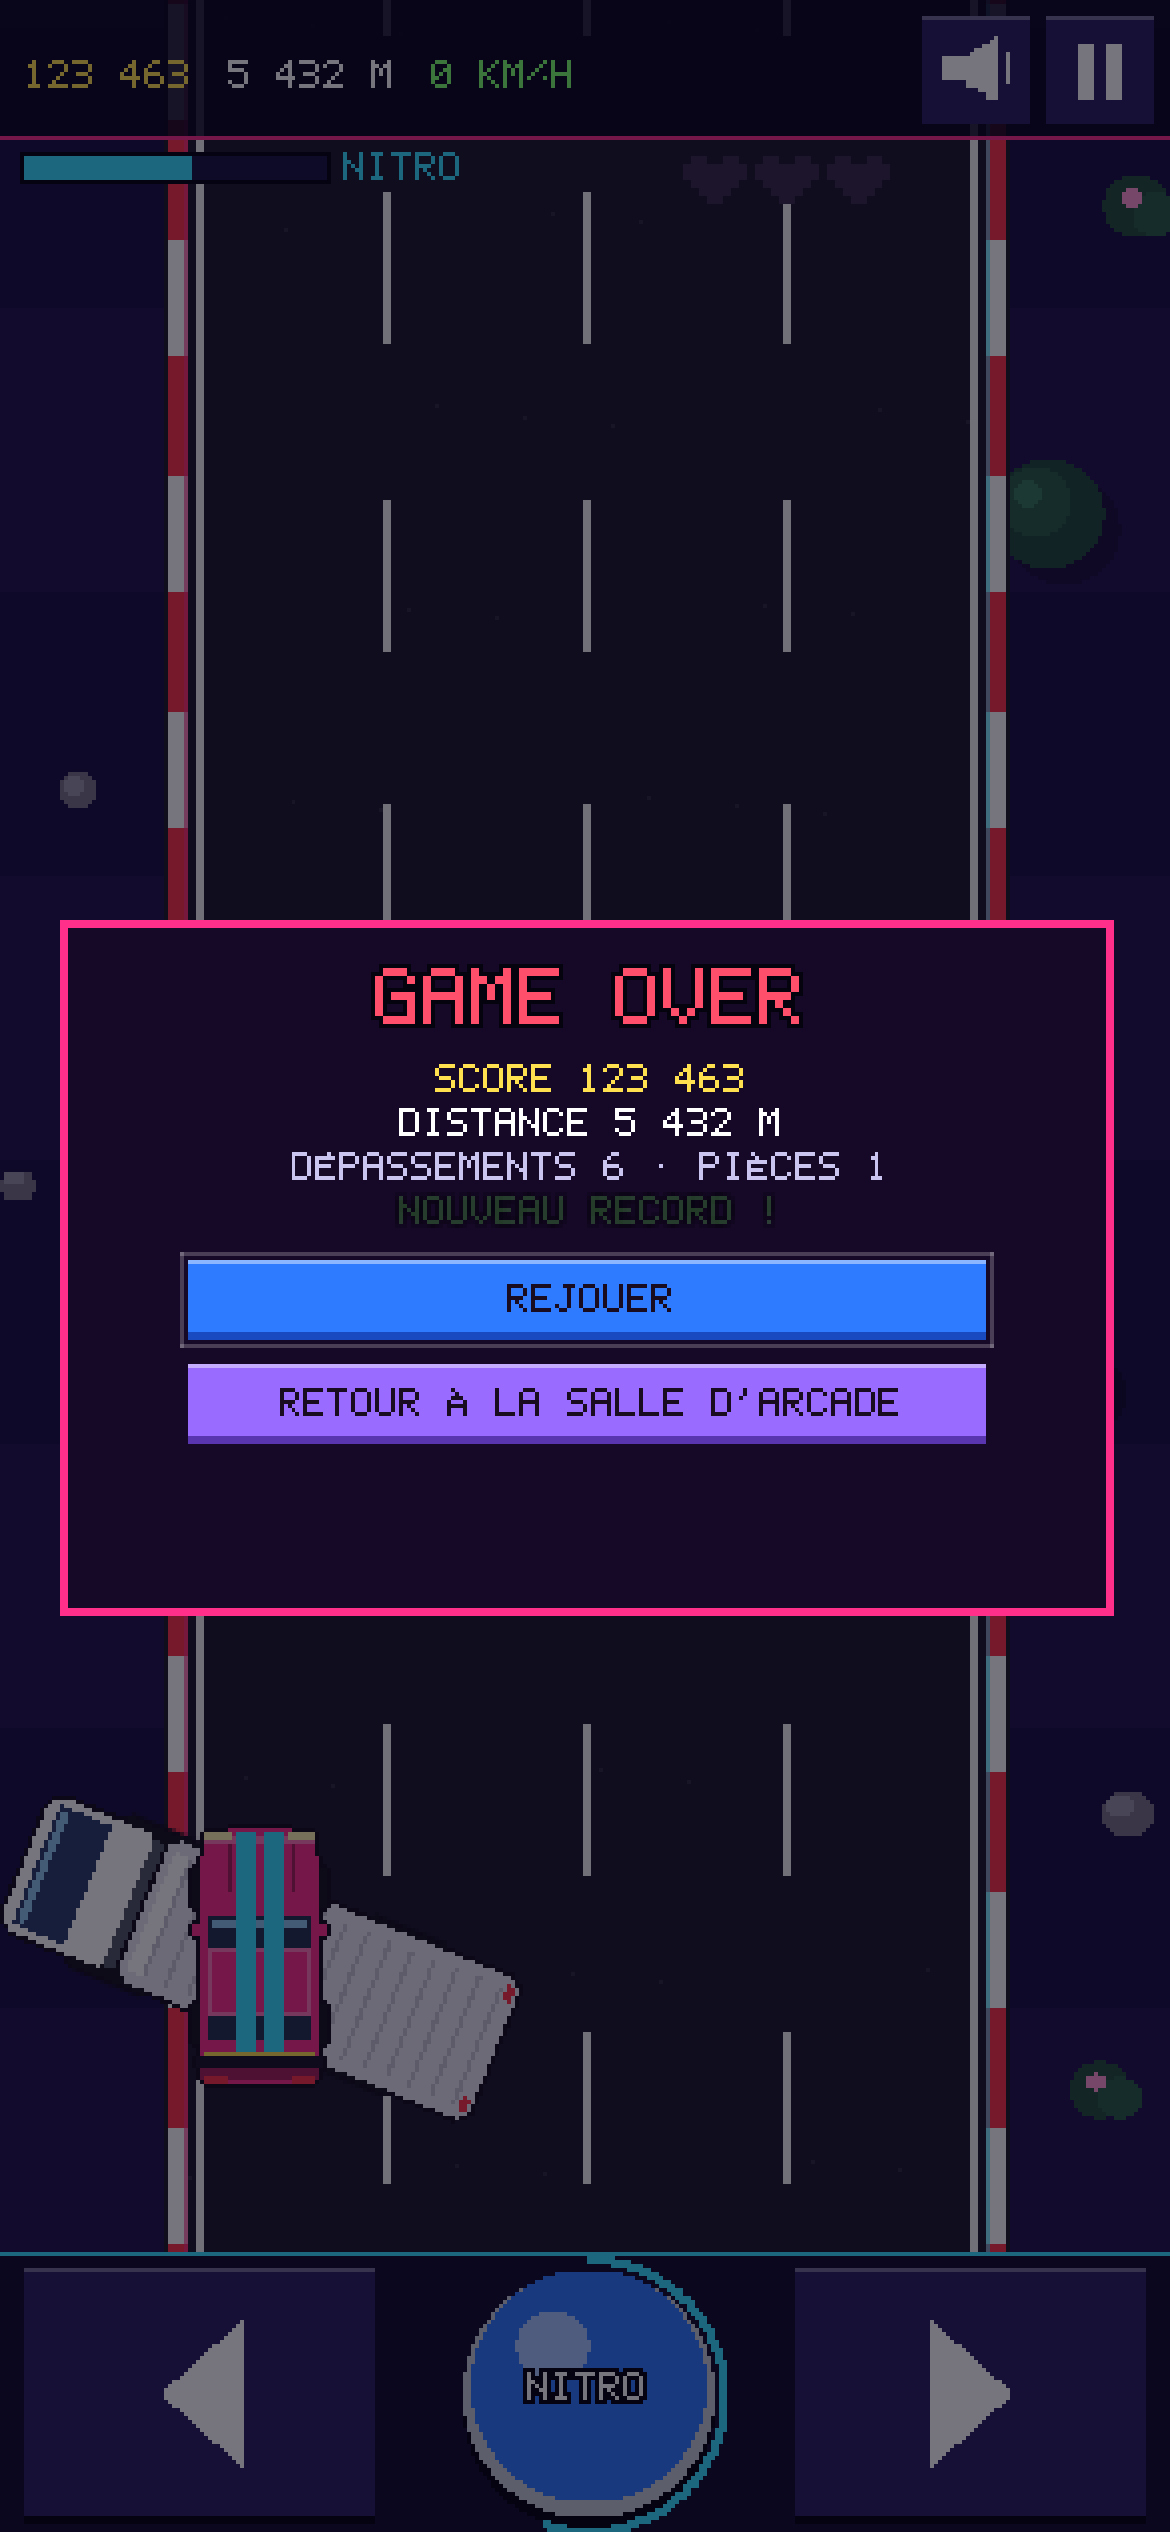 123 463 5 432 M 0 KM/H
NITRO
GAME OVER
SCORE 123 463
DISTANCE 5 432 M
DéPASSEMENTS 6 · PIèCES 1
NOUVEAU RECORD !
REJOUER
RETOUR à LA SALLE D'ARCADE
NITRO